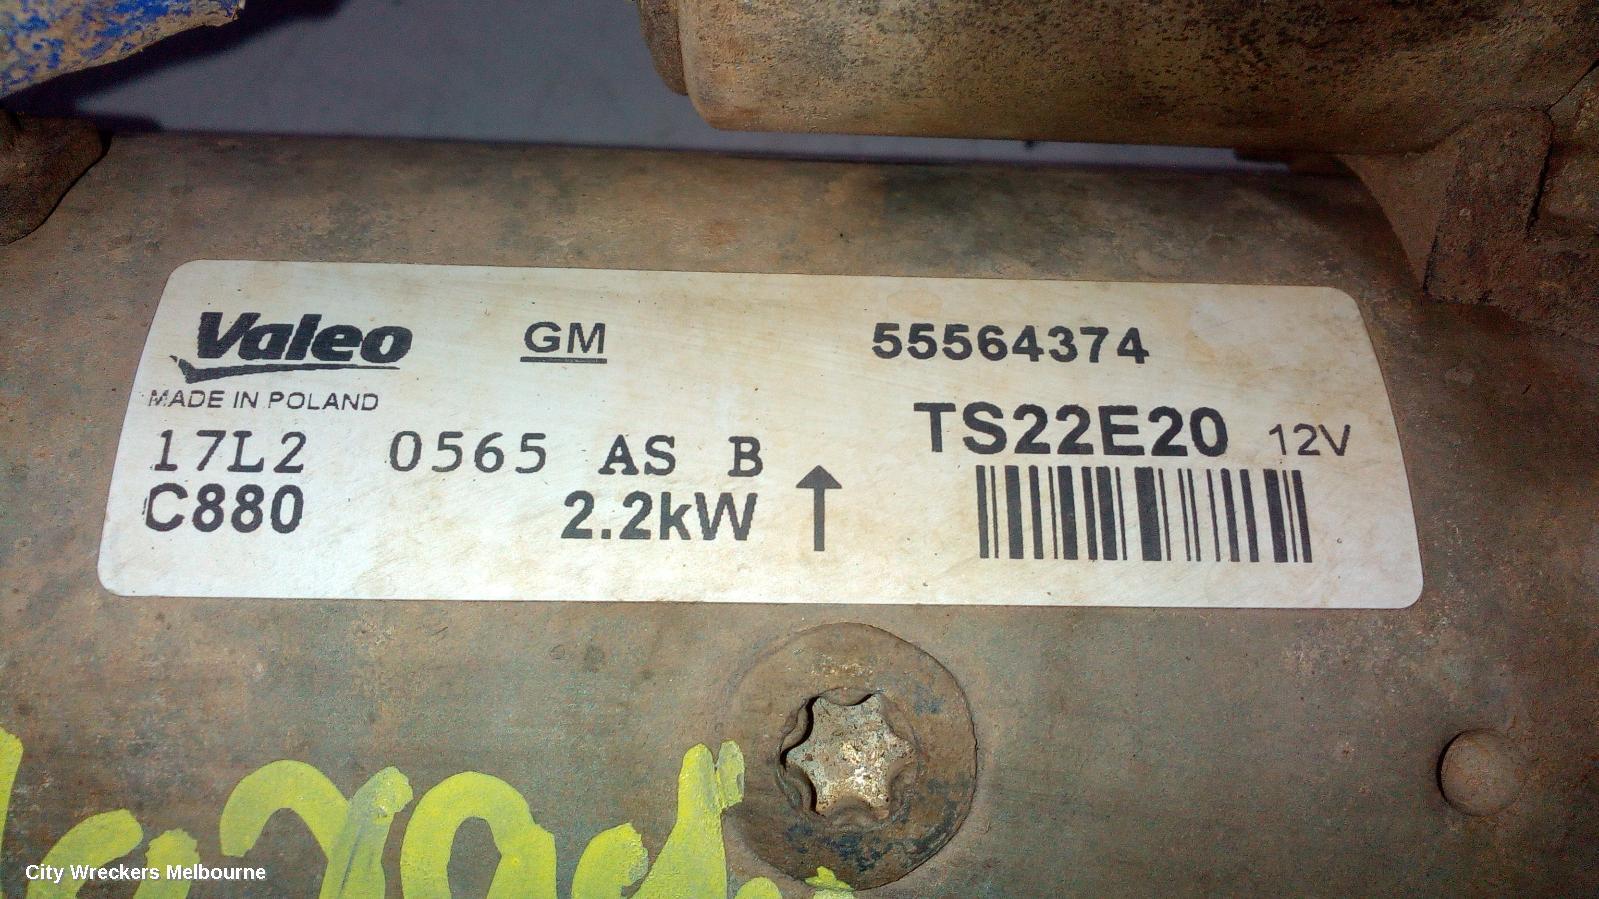 Valeo GM 55564374
MADE IN POLAND
TS22E20 12V
17L2 0565 AS B
C880 2.2kW
City Wreckers Melbourne